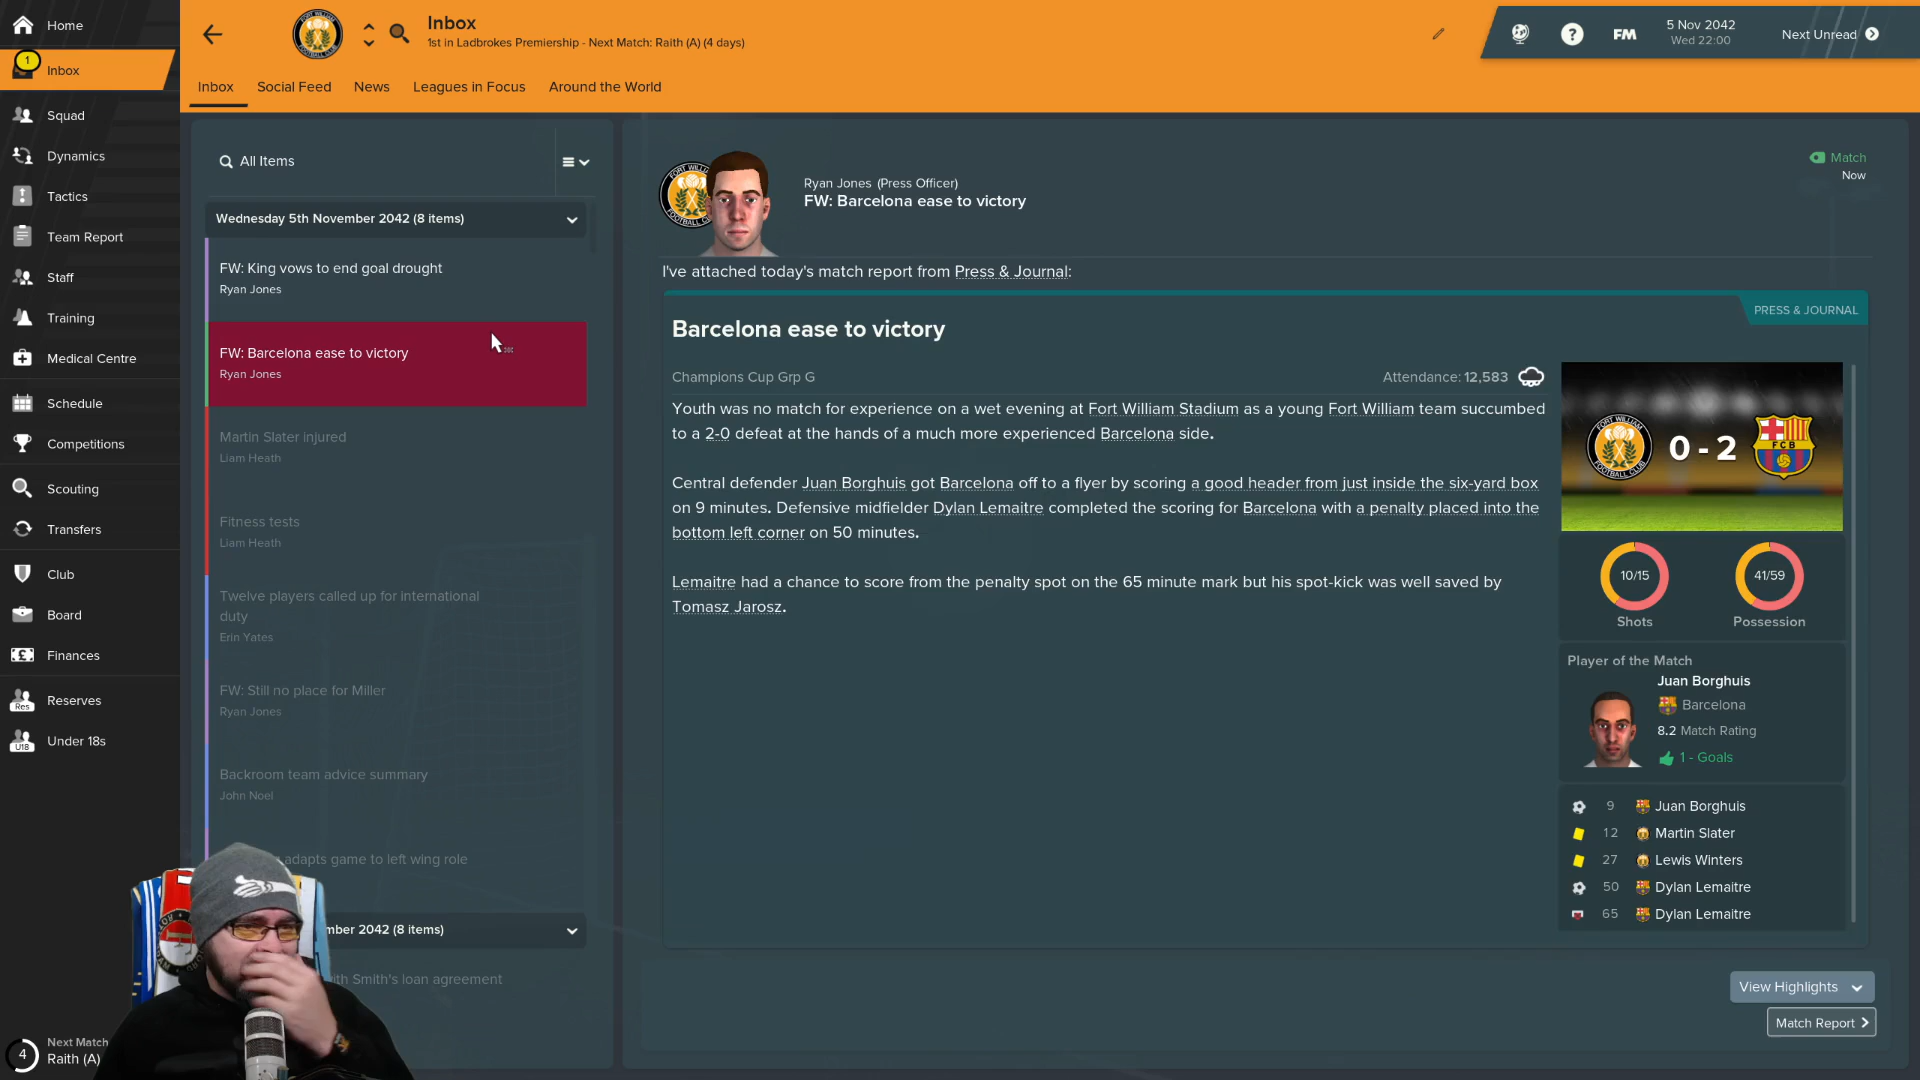 Home
1
Inbox
Squad
Dynamics
Tactics
Team Report
Staff
Training
Medical Centre
Schedule
Competitions
Scouting
Transfers
Club
Board
Finances
Res
Reserves
U18
Under 18s
4
Next Match
Raith (A)
Inbox
1st in Ladbrokes Premiership - Next Match: Raith (A) (4 days)
?
FM
5 Nov 2042
Wed 22:00
Next Unread
Inbox
Social Feed
News
Leagues in Focus
Around the World
All Items
Wednesday 5th November 2042 (8 items)
FW: King vows to end goal drought
Ryan Jones
FW: Barcelona ease to victory
Ryan Jones
Martin Slater injured
Liam Heath
Fitness tests
Liam Heath
Twelve players called up for international
duty
Erin Yates
FW: Still no place for Miller
Ryan Jones
Backroom team advice summary
John Noel
adapts game to left wing role
mber 2042 (8 items)
th Smith's loan agreement
Ryan Jones (Press Officer)
FW: Barcelona ease to victory
Match
Now
I've attached today's match report from Press & Journal:
PRESS & JOURNAL
Barcelona ease to victory
Champions Cup Grp G
Attendance: 12,583
Youth was no match for experience on a wet evening at Fort William Stadium as a young Fort William team succumbed
to a 2-0 defeat at the hands of a much more experienced Barcelona side.
Central defender Juan Borghuis got Barcelona off to a flyer by scoring a good header from just inside the six-yard box
on 9 minutes. Defensive midfielder Dylan Lemaitre completed the scoring for Barcelona with a penalty placed into the
bottom left corner on 50 minutes.
Lemaitre had a chance to score from the penalty spot on the 65 minute mark but his spot-kick was well saved by
Tomasz Jarosz.
FORT WILLIAM
FOOTBALL CLUB
0 - 2
FCB
10/15
Shots
41/59
Possession
Player of the Match
Juan Borghuis
Barcelona
8.2 Match Rating
1 - Goals
9 Juan Borghuis
12 Martin Slater
27 Lewis Winters
50 Dylan Lemaitre
65 Dylan Lemaitre
View Highlights
Match Report